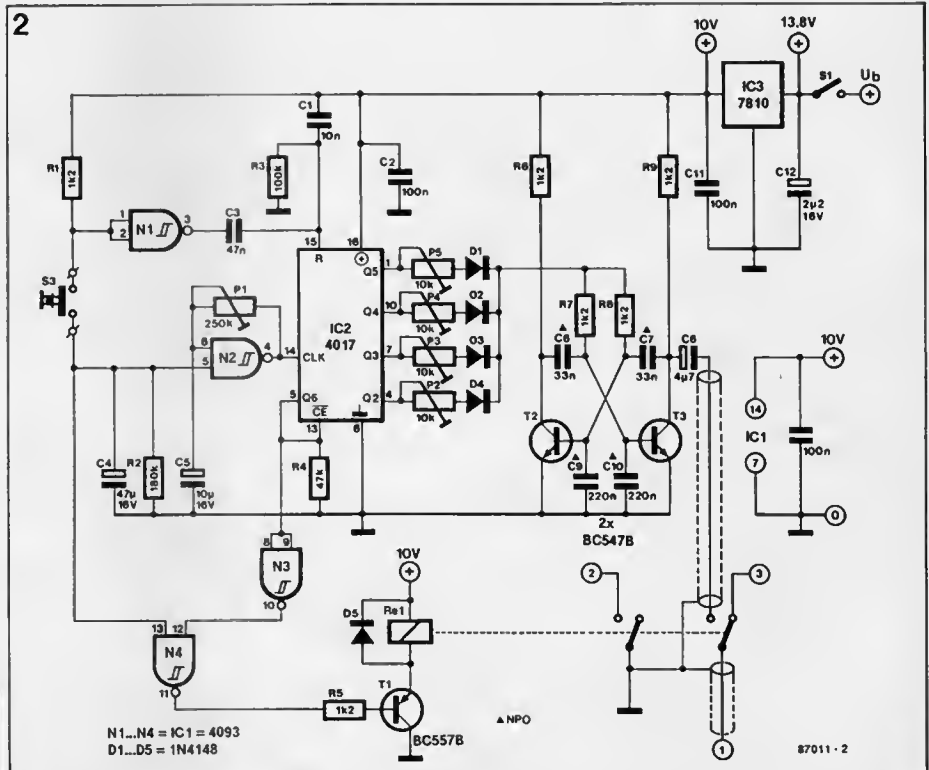 2
10V
13.8V
IC3
7810
S1
Ub
C1
10n
R1
1k2
R3
100k
C2
100n
R6
1k2
R9
1k2
C11
100n
C12
2µ2
16V
1
2
N1
3
C3
47n
15
16
R
Q5
1
P5
10k
D1
S3
P1
250k
Q4
10
P4
10k
D2
R7
1k2
R8
1k2
6
5
N2
4
14
CLK
IC2
4017
Q3
7
P3
10k
D3
C6
33n
C7
33n
C6
4µ7
10V
5
Q6
CE
13
8
Q2
4
P2
10k
D4
T2
T3
14
IC1
7
100n
C4
47µ
16V
R2
180k
C5
10µ
16V
R4
47k
C9
220n
C10
220n
0
2x
BC547B
8
9
N3
10
10V
2
3
D5
Re1
13
12
N4
11
R5
1k2
T1
BC557B
▲NPO
N1...N4 = IC1 = 4093
D1...D5 = 1N4148
1
87011 - 2